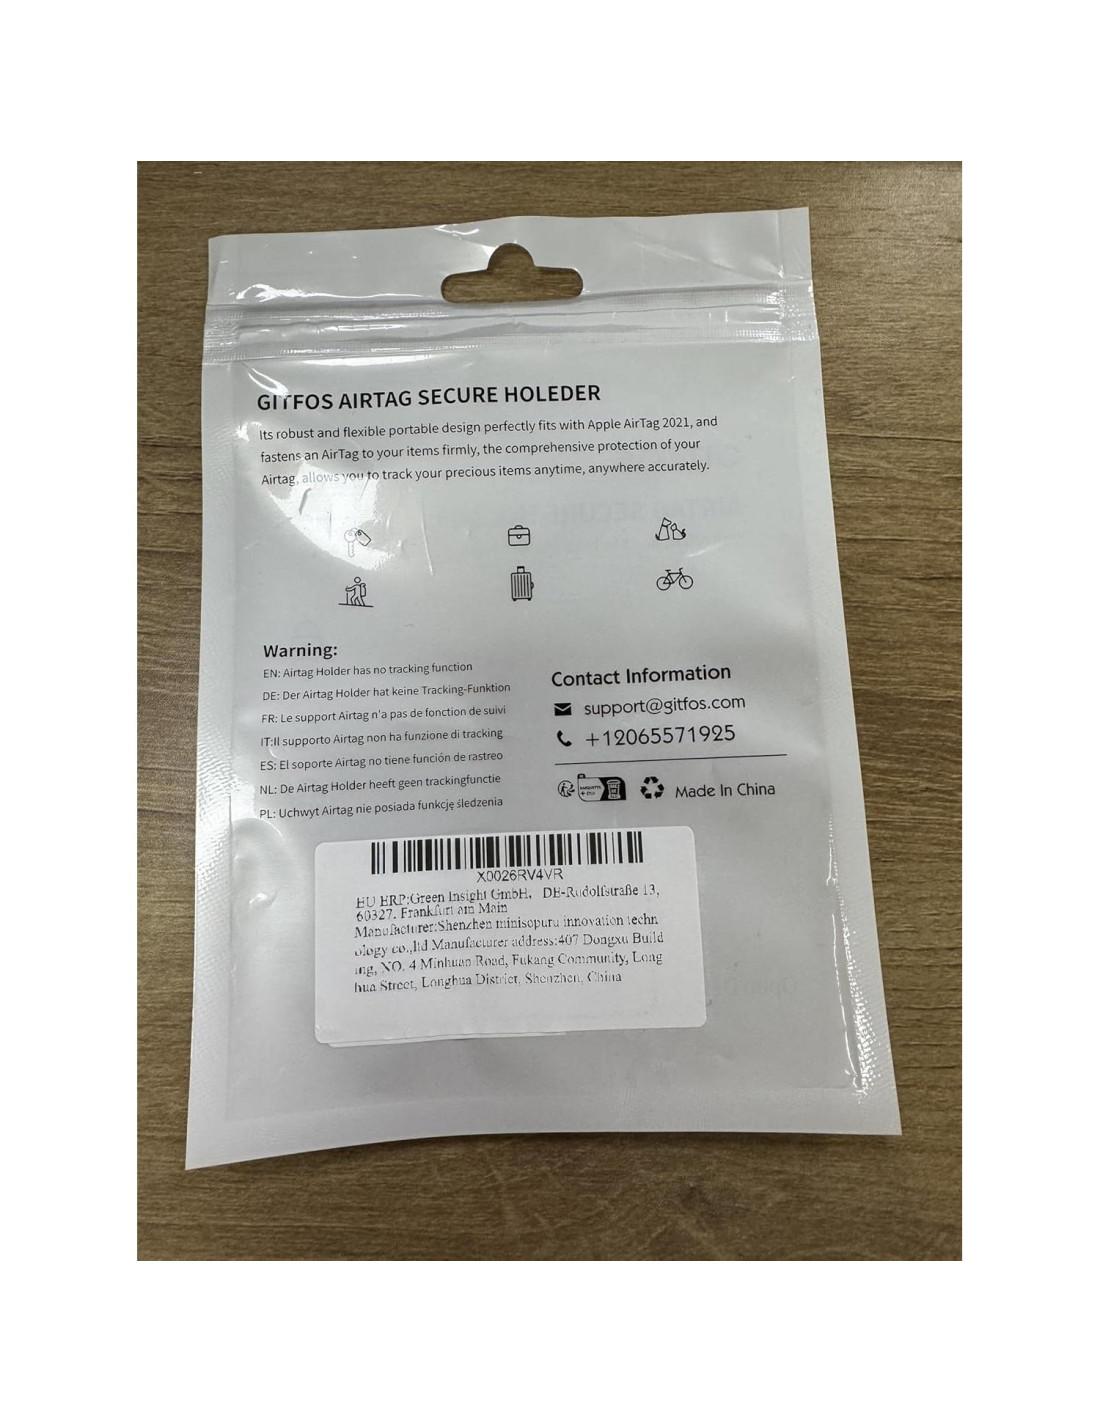 GITFOS AIRTAG SECURE HOLEDER
Its robust and flexible portable design perfectly fits with Apple AirTag 2021, and
fastens an AirTag to your items firmly, the comprehensive protection of your
Airtag, allows you to track your precious items anytime, anywhere accurately.
Warning:
EN: Airtag Holder has no tracking function
DE: Der Airtag Holder hat keine Tracking-Funktion
FR: Le support Airtag n'a pas de fonction de suivi
IT:Il supporto Airtag non ha funzione di tracking
ES: El soporte Airtag no tiene función de rastreo
NL: De Airtag Holder heeft geen trackingfunctie
PL: Uchwyt Airtag nie posiada funkcję śledzenia
Contact Information
support@gitfos.com
+12065571925
Made In China
X0026RV4VR
EU ERP:Green Insight GmbH, DE-Rudolfstraße 13,
60327, Frankfurt am Main
Manufacturer:Shenzhen minisopuru innovation techn
ology co.,ltd Manufacturer address:407 Dongxu Build
ing, NO. 4 Minhuan Road, Fukang Community, Long
hua Street, Longhua District, Shenzhen, China